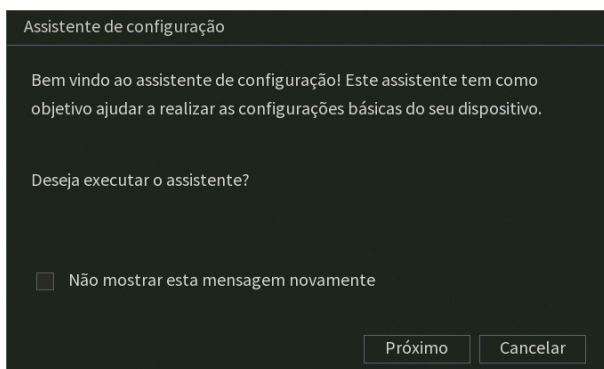 Assistente de configuração
Bem vindo ao assistente de configuração! Este assistente tem como
objetivo ajudar a realizar as configurações básicas do seu dispositivo.
Deseja executar o assistente?
Não mostrar esta mensagem novamente
Próximo Cancelar